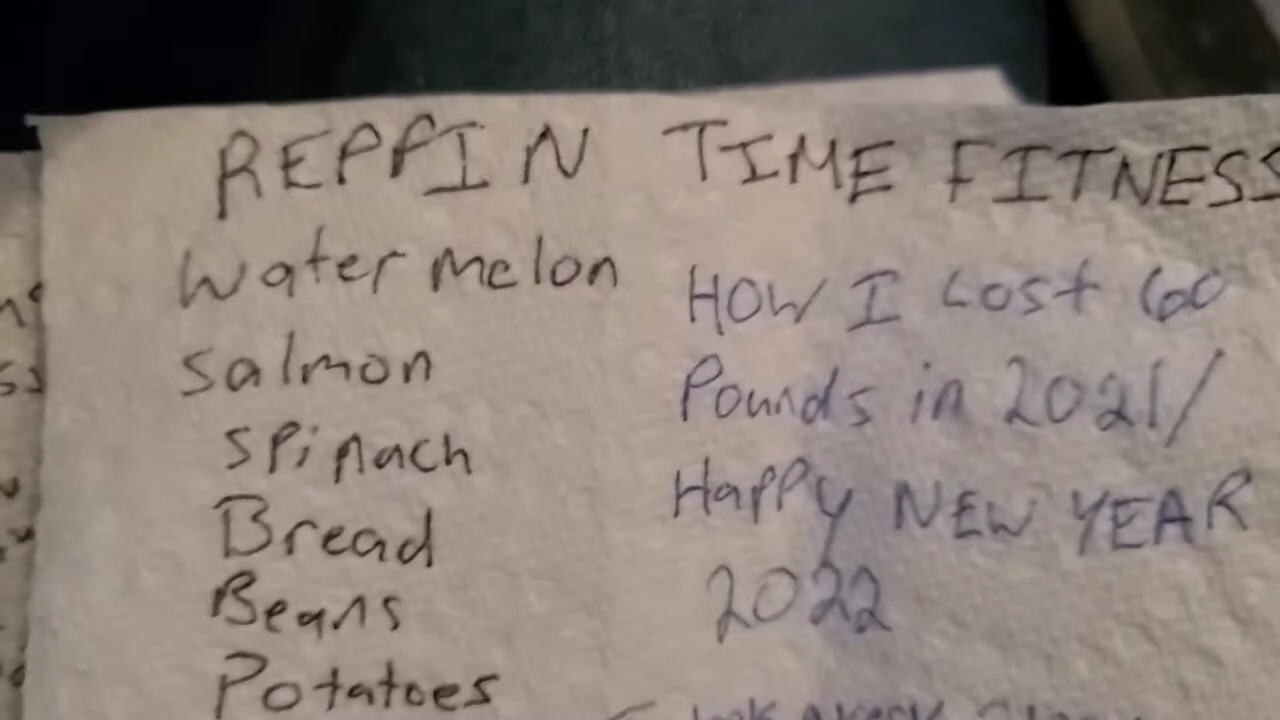 REPPIN TIME FITNESS
Watermelon
Salmon
Spinach
Bread
Beans
Potatoes
HOW I Lost 60
Pounds in 2021/
Happy NEW YEAR
2022